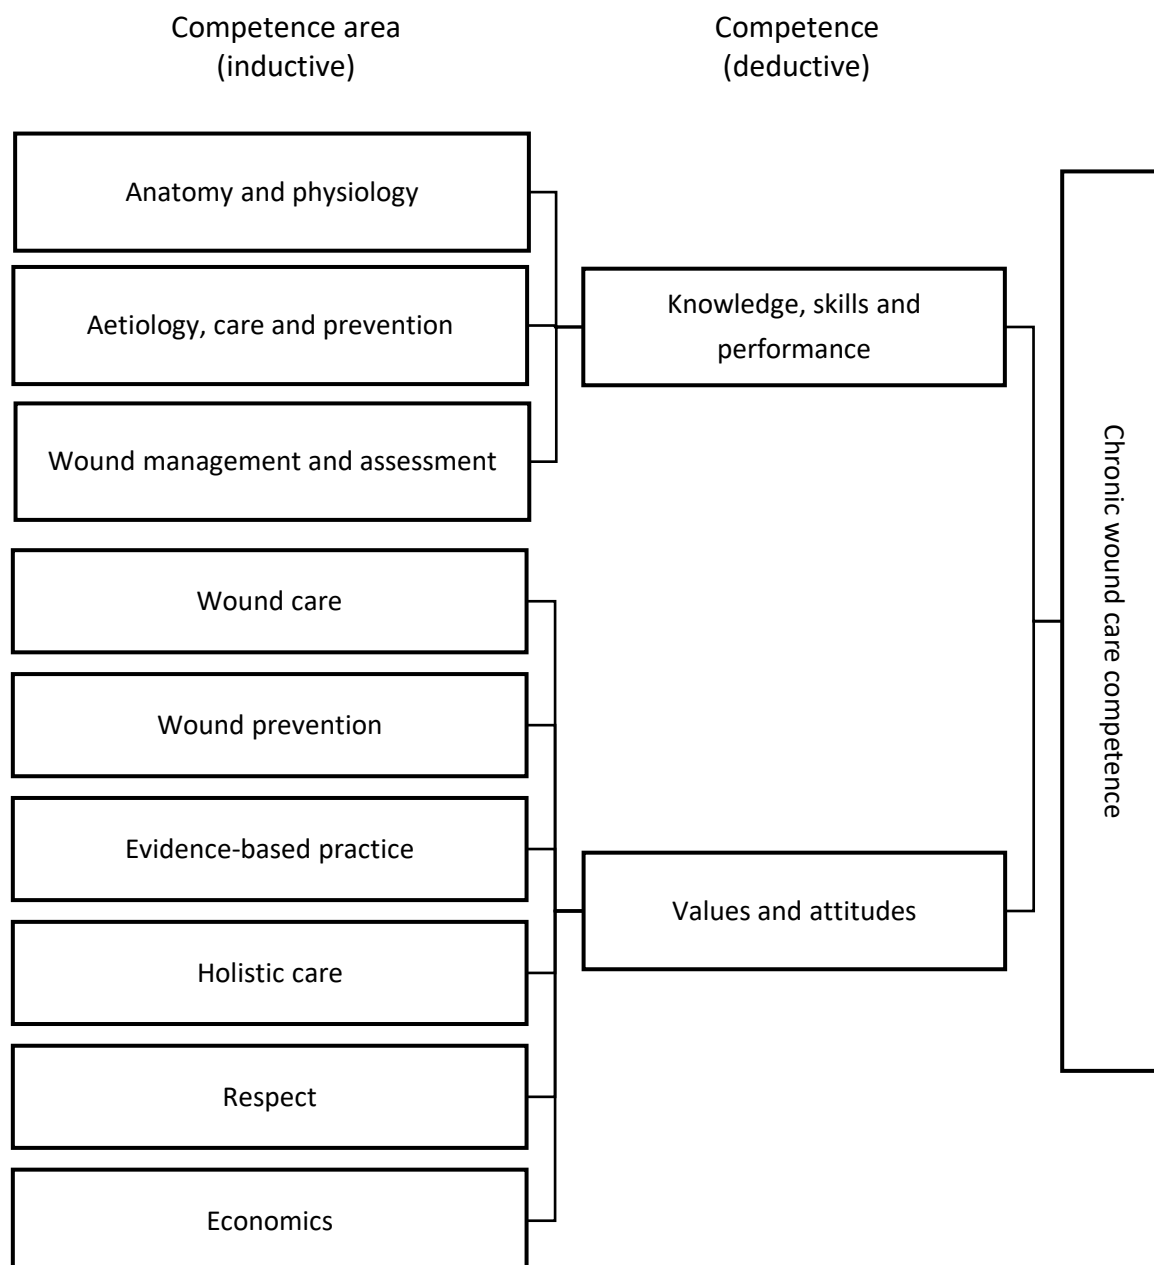 Competence area
(inductive)
Competence
(deductive)
Anatomy and physiology
Aetiology, care and prevention
Wound management and assessment
Knowledge, skills and
performance
Wound care
Wound prevention
Evidence-based practice
Holistic care
Respect
Economics
Values and attitudes
Chronic wound care competence